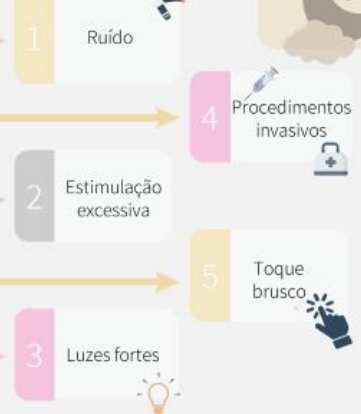 1
Ruído
4
Procedimentos
invasivos
2
Estimulação
excessiva
5
Toque
brusco
3
Luzes fortes